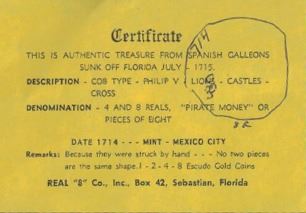 Certificate
THIS IS AUTHENTIC TREASURE FROM SPANISH GALLEONS
SUNK OFF FLORIDA JULY - 1715.
DESCRIPTION - COB TYPE - PHILIP V - LIONS - CASTLES -
CROSS
DENOMINATION - 4 AND 8 REALS, "PIRATE MONEY" OR
PIECES OF EIGHT
8R
DATE 1714 - - - MINT - MEXICO CITY
Remarks: Because they were struck by hand - - - No two pieces
are the same shape. 1 - 2 - 4 - 8 Escudo Gold Coins
REAL "8" Co., Inc., Box 42, Sebastian, Florida